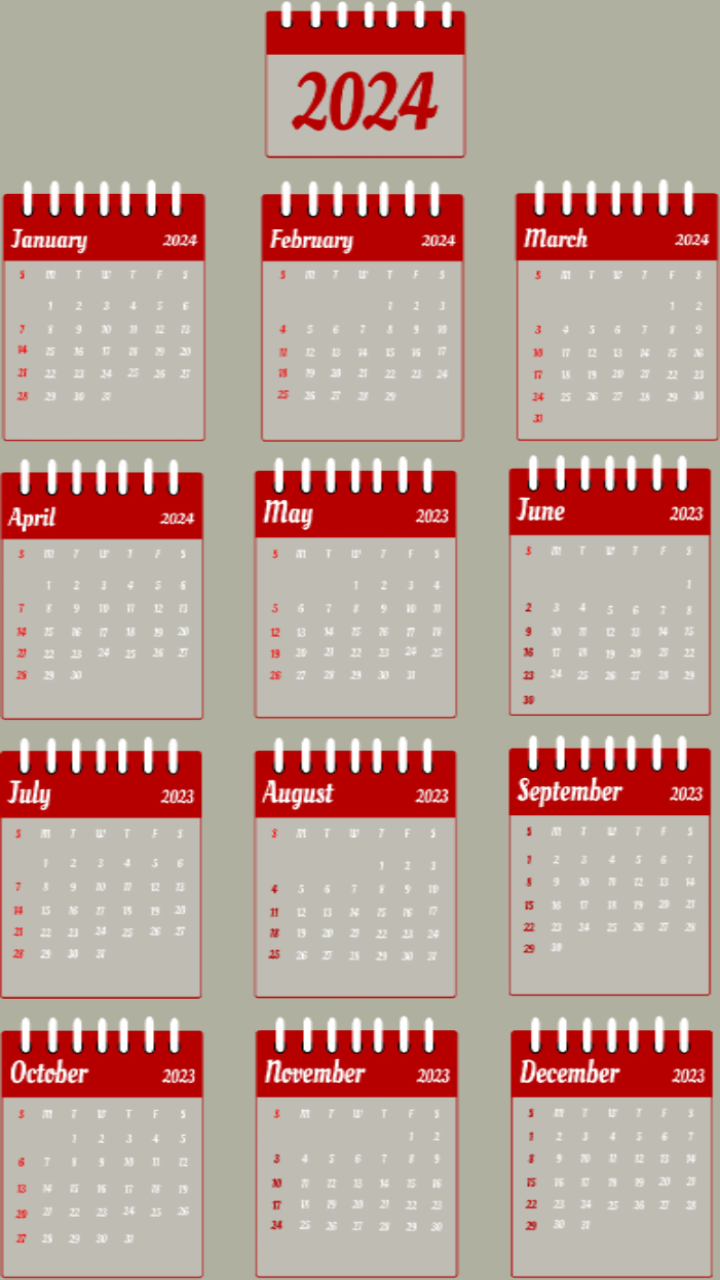 2024
January 2024
S M T W T F S
1 2 3 4 5 6
7 8 9 10 11 12 13
14 15 16 17 18 19 20
21 22 23 24 25 26 27
28 29 30 31
February 2024
S M T W T F S
1 2 3
4 5 6 7 8 9 10
11 12 13 14 15 16 17
18 19 20 21 22 23 24
25 26 27 28 29
March 2024
S M T W T F S
1 2
3 4 5 6 7 8 9
10 11 12 13 14 15 16
17 18 19 20 21 22 23
24 25 26 27 28 29 30
31
April 2024
S M T W T F S
1 2 3 4 5 6
7 8 9 10 11 12 13
14 15 16 17 18 19 20
21 22 23 24 25 26 27
28 29 30
May 2023
S M T W T F S
1 2 3 4
5 6 7 8 9 10 11
12 13 14 15 16 17 18
19 20 21 22 23 24 25
26 27 28 29 30 31
June 2023
S M T W T F S
1
2 3 4 5 6 7 8
9 10 11 12 13 14 15
16 17 18 19 20 21 22
23 24 25 26 27 28 29
30
July 2023
S M T W T F S
1 2 3 4 5 6
7 8 9 10 11 12 13
14 15 16 17 18 19 20
21 22 23 24 25 26 27
28 29 30 31
August 2023
S M T W T F S
1 2 3
4 5 6 7 8 9 10
11 12 13 14 15 16 17
18 19 20 21 22 23 24
25 26 27 28 29 30 31
September 2023
S M T W T F S
1 2 3 4 5 6 7
8 9 10 11 12 13 14
15 16 17 18 19 20 21
22 23 24 25 26 27 28
29 30
October 2023
S M T W T F S
1 2 3 4 5
6 7 8 9 10 11 12
13 14 15 16 17 18 19
20 21 22 23 24 25 26
27 28 29 30 31
November 2023
S M T W T F S
1 2
3 4 5 6 7 8 9
10 11 12 13 14 15 16
17 18 19 20 21 22 23
24 25 26 27 28 29 30
December 2023
S M T W T F S
1 2 3 4 5 6 7
8 9 10 11 12 13 14
15 16 17 18 19 20 21
22 23 24 25 26 27 28
29 30 31